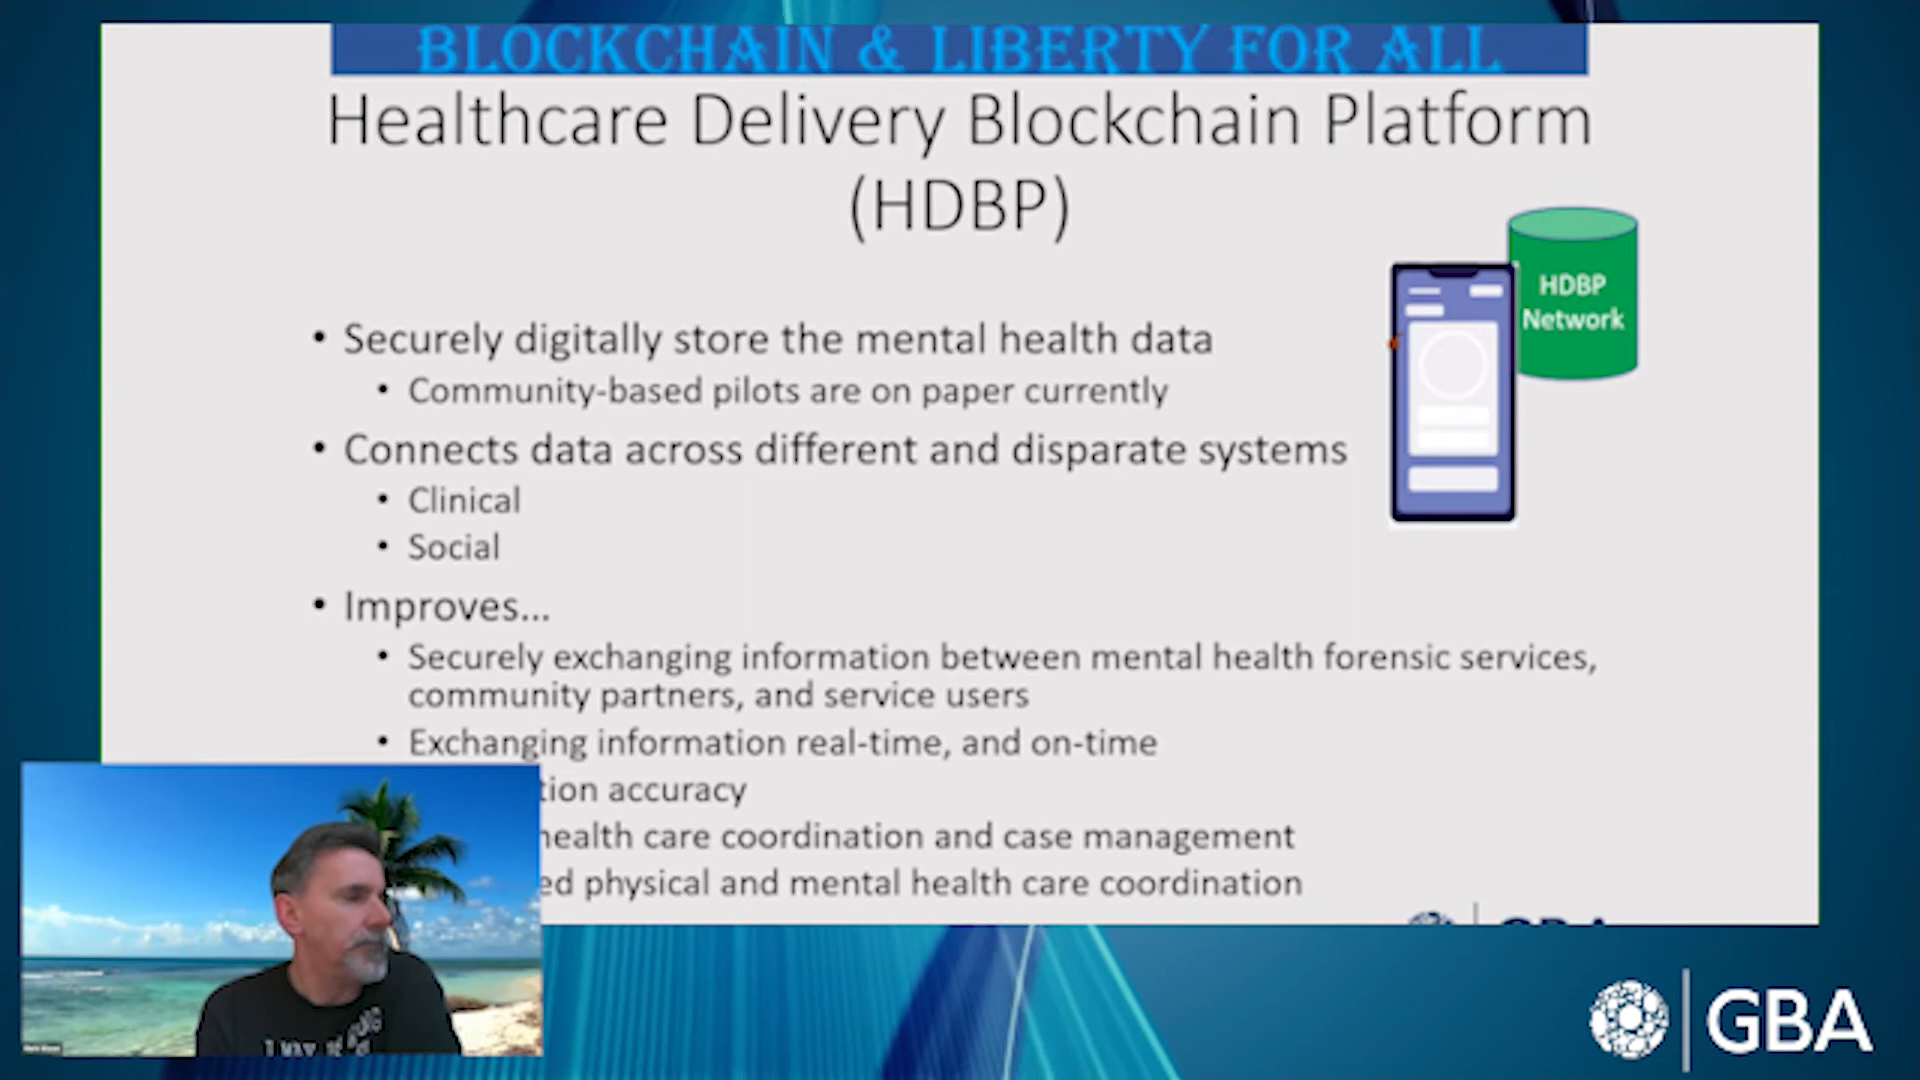 BLOCKCHAIN & LIBERTY FOR ALL
Healthcare Delivery Blockchain Platform
(HDBP)
HDBP
Network
• Securely digitally store the mental health data
• Community-based pilots are on paper currently
• Connects data across different and disparate systems
• Clinical
• Social
• Improves...
• Securely exchanging information between mental health forensic services,
community partners, and service users
• Exchanging information real-time, and on-time
tion accuracy
health care coordination and case management
ed physical and mental health care coordination
I MAY
GBA